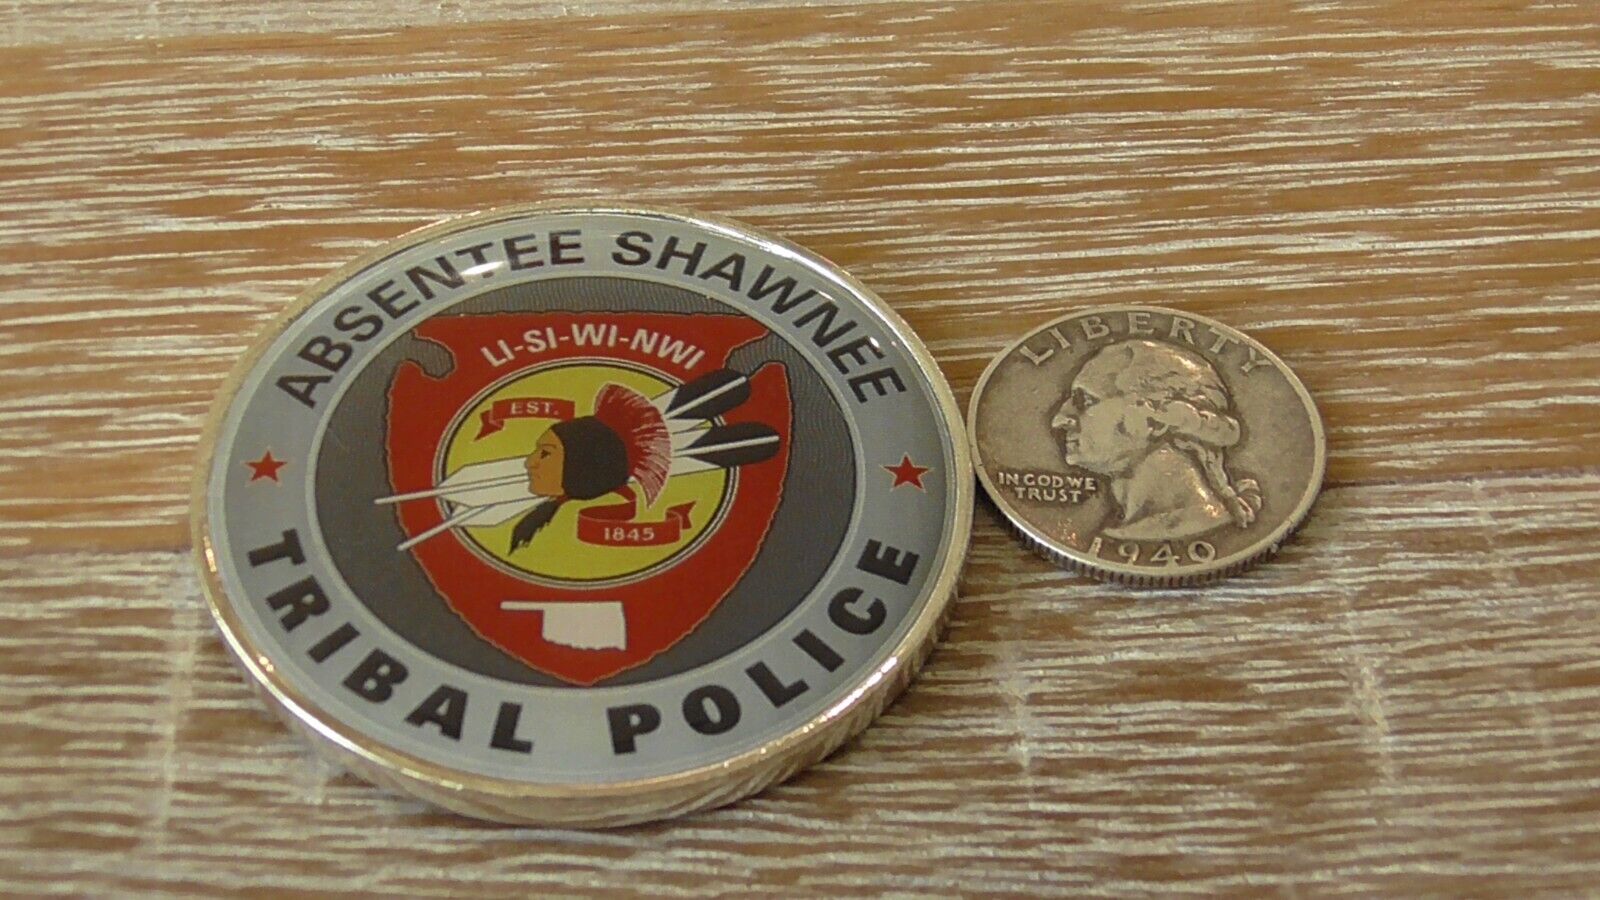 ABSENTEE SHAWNEE
LI-SI-WI-NWI
EST.
1845
TRIBAL POLICE
LIBERTY
IN GOD WE
TRUST
1940